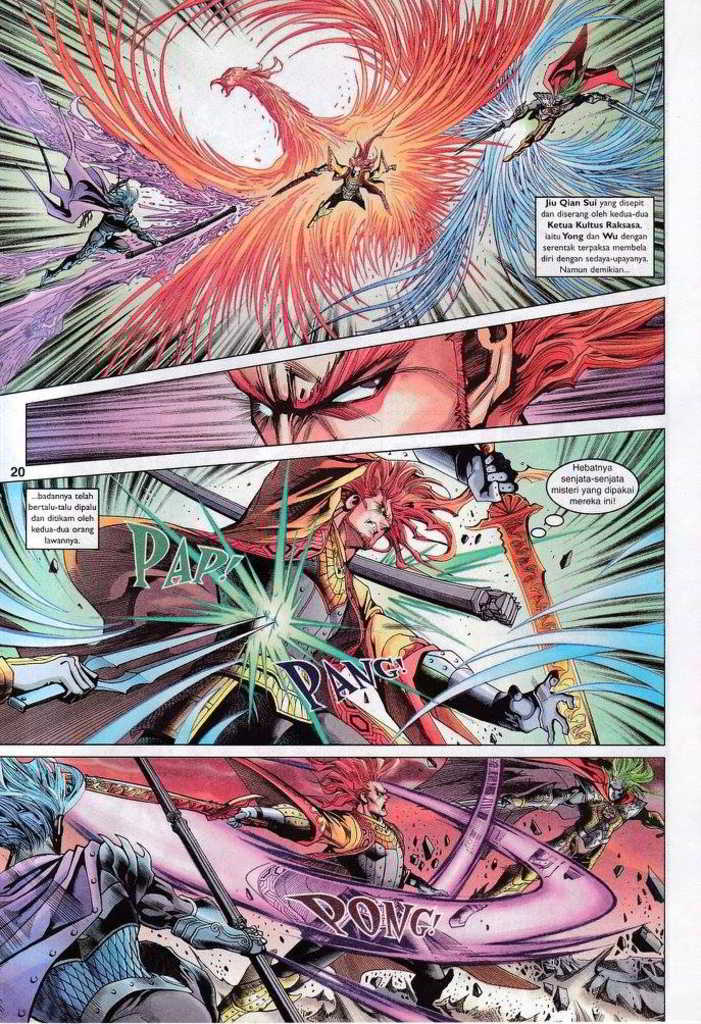 Jiu Qian Sui yang disepit
dan diserang oleh kedua-dua
Ketua Kultus Raksasa,
iaitu Yong dan Wu dengan
serentak terpaksa membela
diri dengan sedaya-upayanya.
Namun demikian...
20
...badannya telah
bertalu-talu dipalu
dan ditikam oleh
kedua-dua orang
lawannya.
Hebatnya
senjata-senjata
misteri yang dipakai
mereka ini!
PAP!
PANG!
PONG!